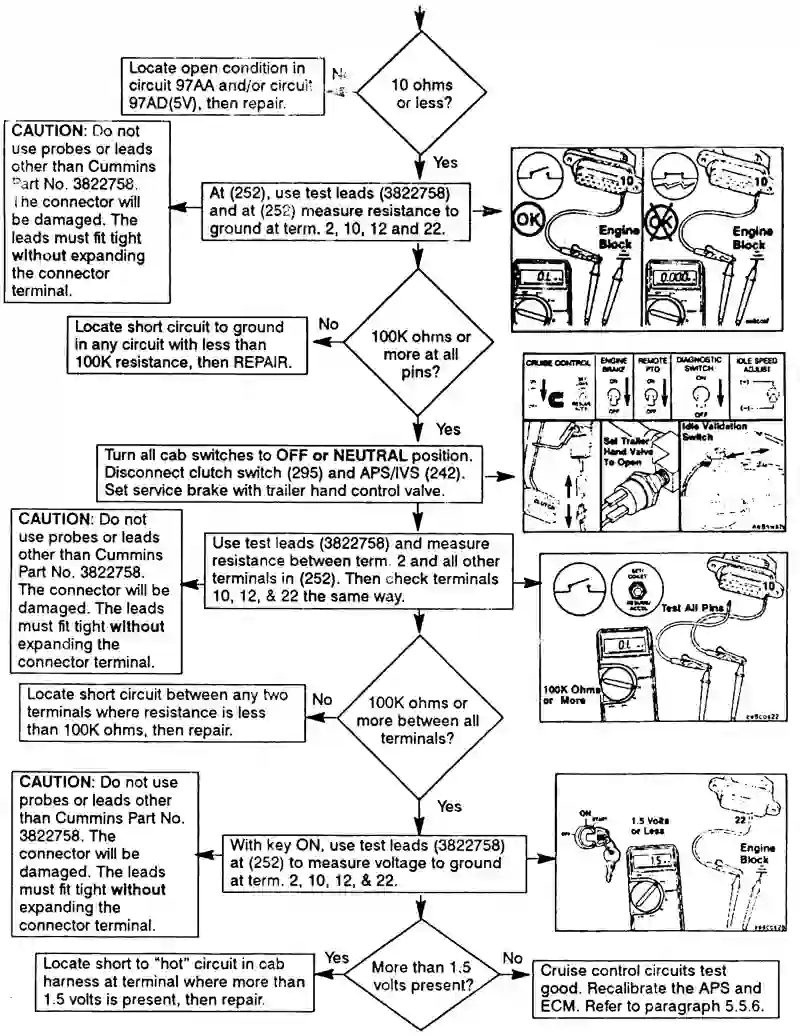 Locate open condition in
circuit 97AA and/or circuit
97AD(5V), then repair.
10 ohms
or less?
CAUTION: Do not
use probes or leads
other than Cummins
Part No. 3822758.
The connector will
be damaged. The
leads must fit tight
without expanding
the connector
terminal.
Yes
At (252), use test leads (3822758)
and at (252) measure resistance to
ground at term. 2, 10, 12 and 22.
10
OK
Engine
Block
0.L
10
OK
Engine
Block
0.000
Locate short circuit to ground
in any circuit with less than
100K resistance, then REPAIR.
No
100K ohms or
more at all
pins?
Yes
CRUISE CONTROL
ENGINE
BRAKE
ON
OFF
REMOTE
PTO
ON
OFF
DIAGNOSTIC
SWITCH
ON
OFF
IDLE SPEED
ADJUST
(+)
(-)
Turn all cab switches to OFF or NEUTRAL position.
Disconnect clutch switch (295) and APS/IVS (242).
Set service brake with trailer hand control valve.
CLUTCH
Set Trailer
Hand Valve
To Open
Idle Validation
Switch
CAUTION: Do not
use probes or leads
other than Cummins
Part No. 3822758.
The connector will be
damaged. The leads
must fit tight without
expanding the
connector terminal.
Use test leads (3822758) and measure
resistance between term. 2 and all other
terminals in (252). Then check terminals
10, 12, & 22 the same way.
SET/
COAST
RESUME/
ACCEL
10
Test All Pins
0.L
100K Ohms
or More
Locate short circuit between any two
terminals where resistance is less
than 100K ohms, then repair.
No
100K ohms or
more between all
terminals?
Yes
CAUTION: Do not use
probes or leads other
than Cummins Part No.
3822758. The
connector will be
damaged. The leads
must fit tight without
expanding the
connector terminal.
With key ON, use test leads (3822758)
at (252) to measure voltage to ground
at term. 2, 10, 12, & 22.
ON
OFF
START
1.5 Volts
or Less
1.5
22
Engine
Block
Locate short to "hot" circuit in cab
harness at terminal where more than
1.5 volts is present, then repair.
Yes
More than 1.5
volts present?
No
Cruise control circuits test
good. Recalibrate the APS and
ECM. Refer to paragraph 5.5.6.